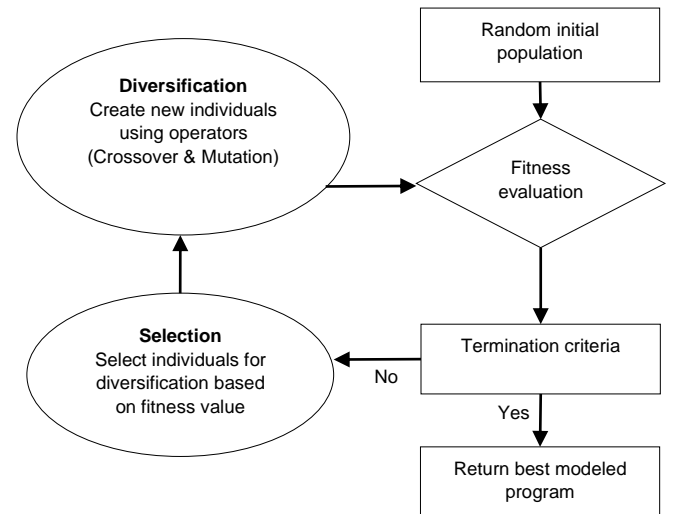 Random initial
population
Diversification
Create new individuals
using operators
(Crossover & Mutation)
Fitness
evaluation
Selection
Select individuals for
diversification based
on fitness value
Termination criteria
No
Yes
Return best modeled
program